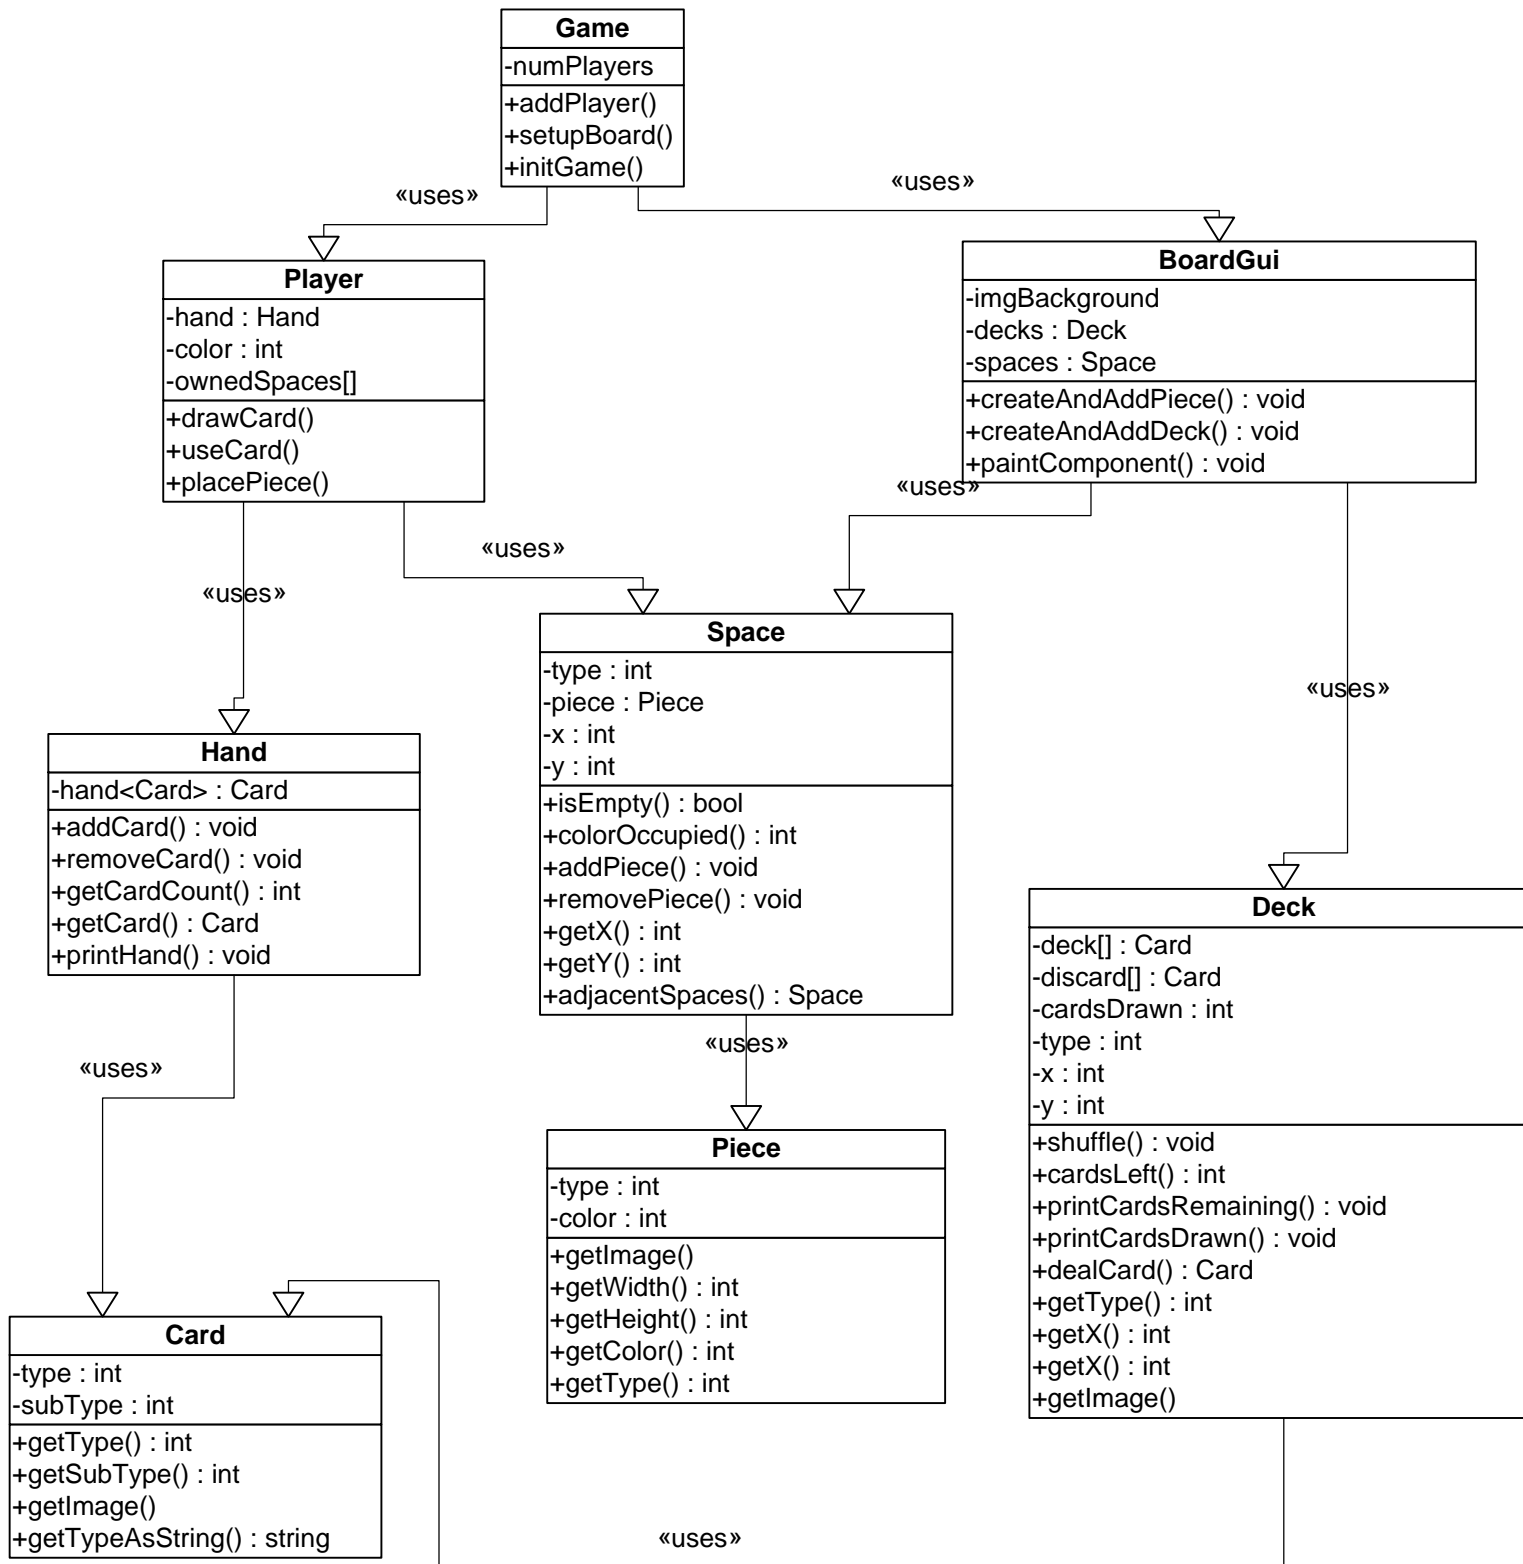 Game
-numPlayers
+addPlayer()
+setupBoard()
+initGame()
«uses»
«uses»
Player
-hand : Hand
-color : int
-ownedSpaces[]
+drawCard()
+useCard()
+placePiece()
BoardGui
-imgBackground
-decks : Deck
-spaces : Space
+createAndAddPiece() : void
+createAndAddDeck() : void
+paintComponent() : void
«uses»
«uses»
«uses»
«uses»
Space
-type : int
-piece : Piece
-x : int
-y : int
+isEmpty() : bool
+colorOccupied() : int
+addPiece() : void
+removePiece() : void
+getX() : int
+getY() : int
+adjacentSpaces() : Space
Hand
-hand<Card> : Card
+addCard() : void
+removeCard() : void
+getCardCount() : int
+getCard() : Card
+printHand() : void
Deck
-deck[] : Card
-discard[] : Card
-cardsDrawn : int
-type : int
-x : int
-y : int
+shuffle() : void
+cardsLeft() : int
+printCardsRemaining() : void
+printCardsDrawn() : void
+dealCard() : Card
+getType() : int
+getX() : int
+getX() : int
+getImage()
«uses»
«uses»
Piece
-type : int
-color : int
+getImage()
+getWidth() : int
+getHeight() : int
+getColor() : int
+getType() : int
Card
-type : int
-subType : int
+getType() : int
+getSubType() : int
+getImage()
+getTypeAsString() : string
«uses»